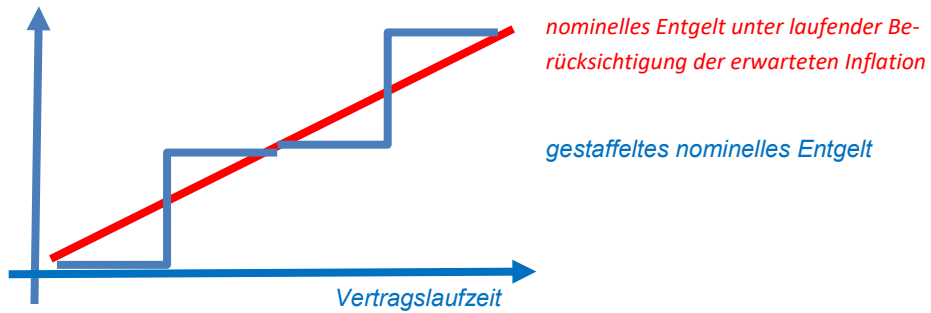 nominelles Entgelt unter laufender Be-
rücksichtigung der erwarteten Inflation
gestaffeltes nominelles Entgelt
Vertragslaufzeit